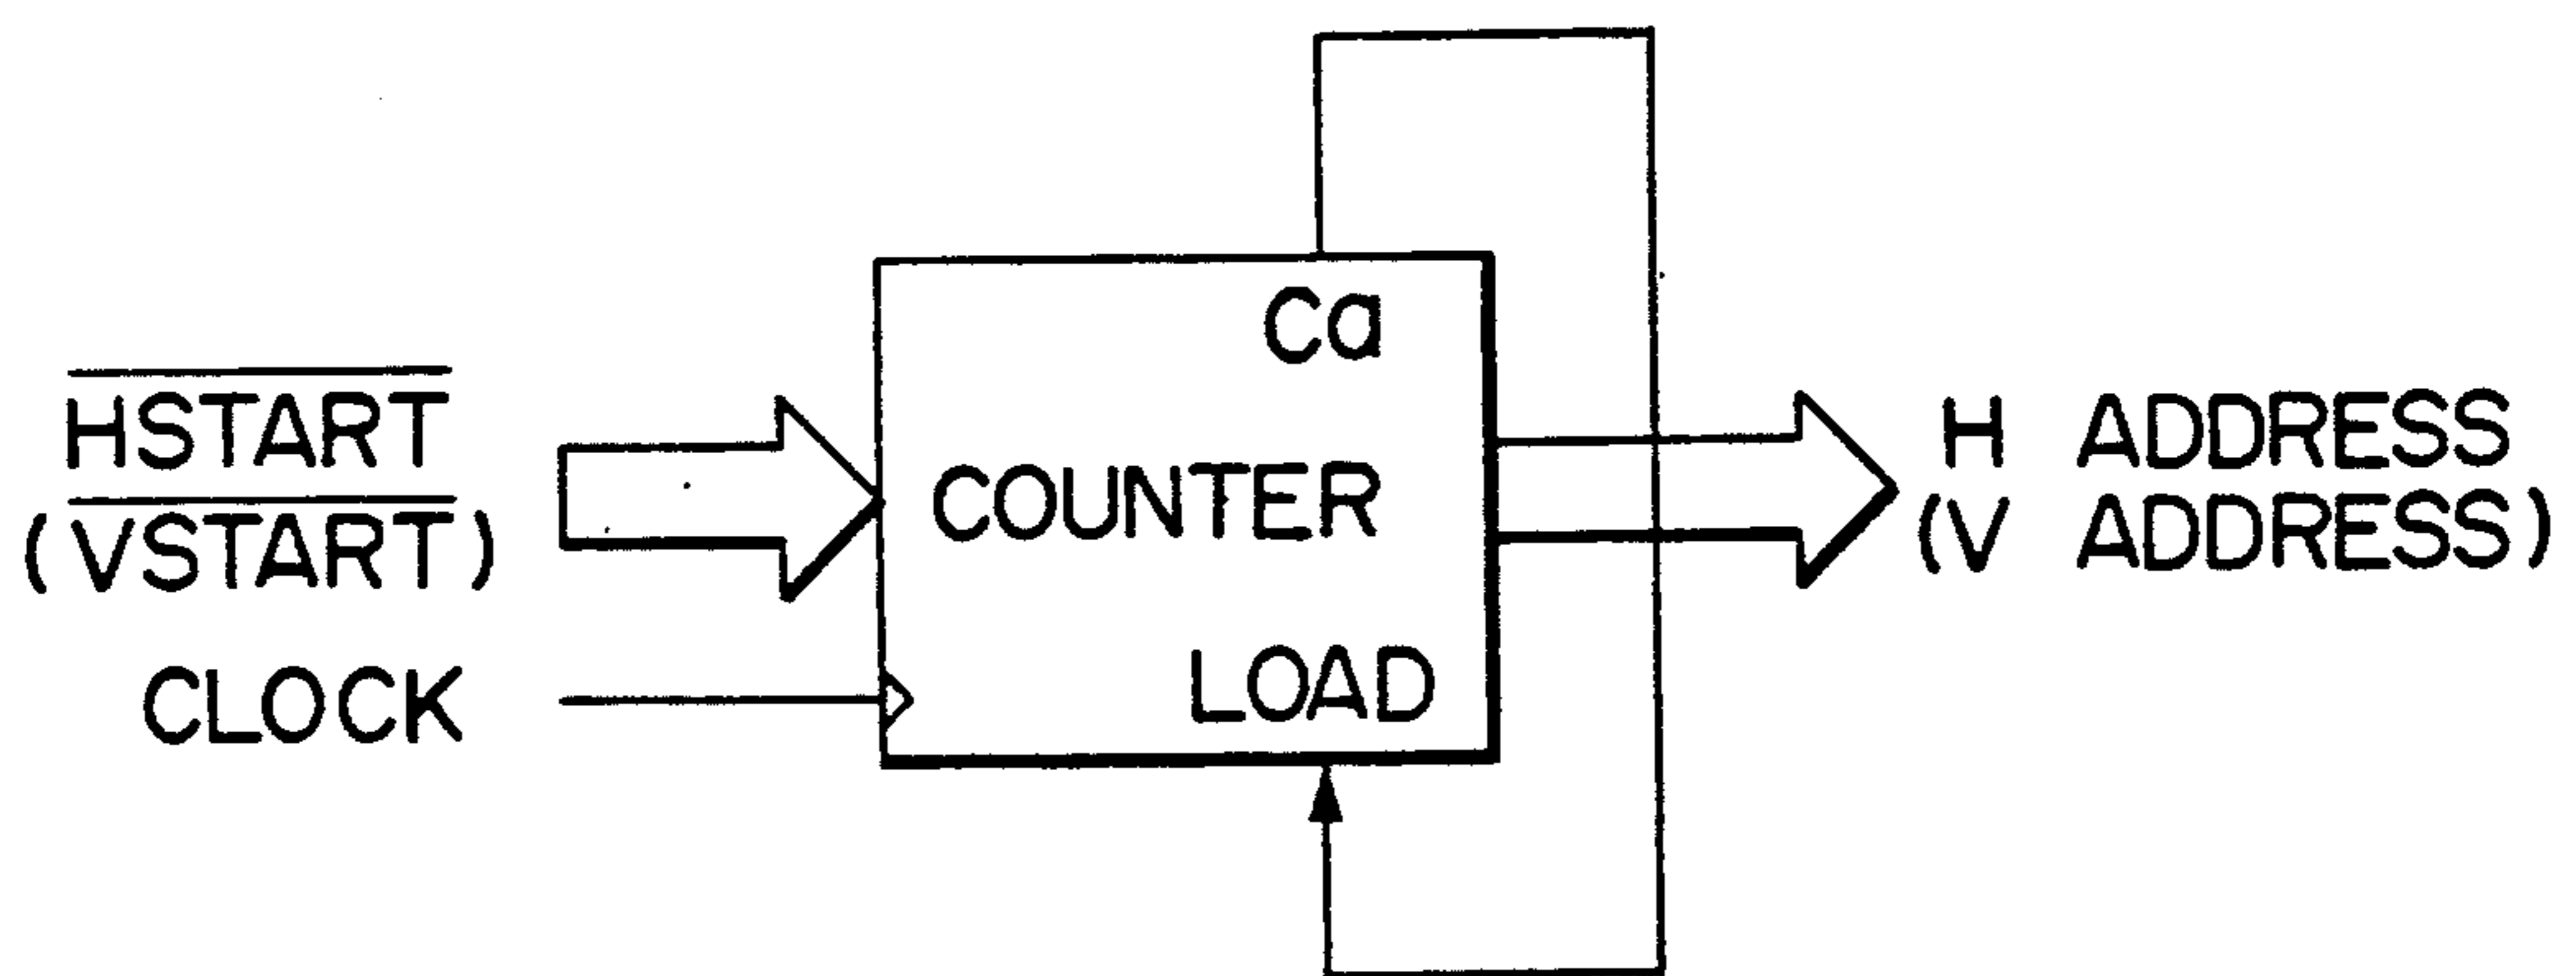 Ca
HSTART
(VSTART)
COUNTER
H ADDRESS
(V ADDRESS)
CLOCK
LOAD